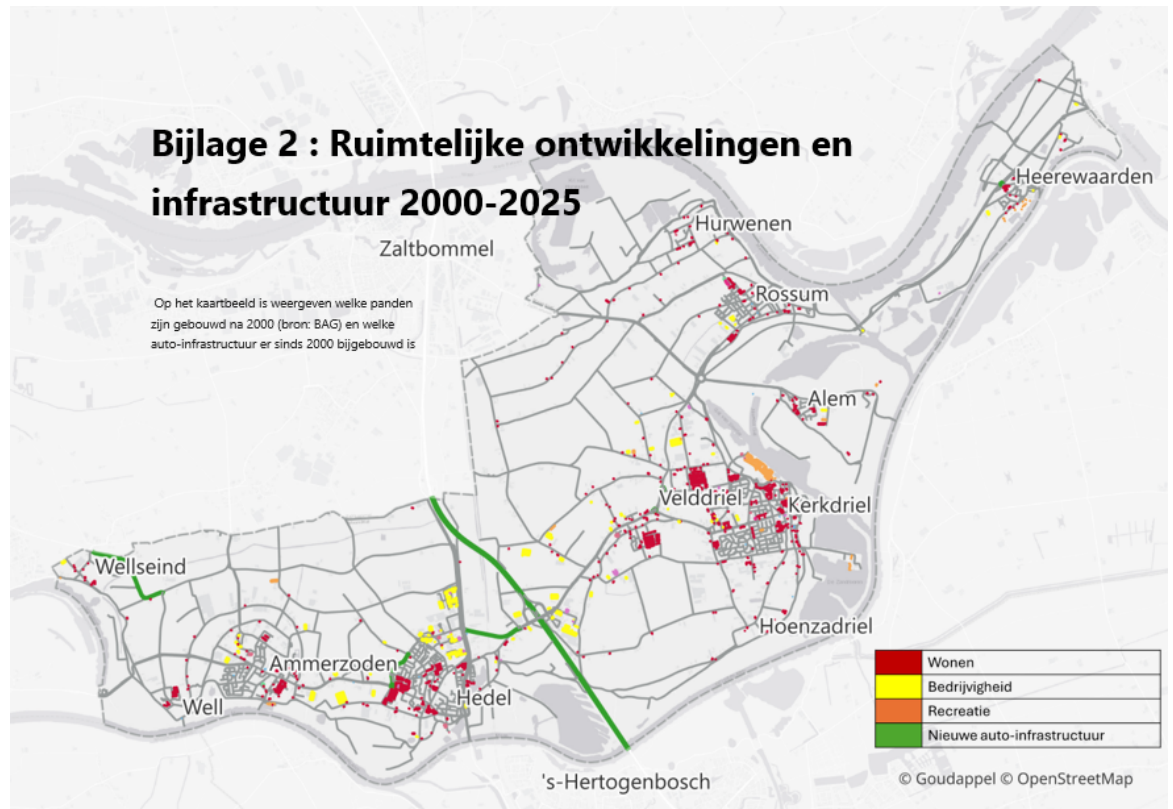 Bijlage 2 : Ruimtelijke ontwikkelingen en
infrastructuur 2000-2025
Zaltbommel
Op het kaartbeeld is weergeven welke panden
zijn gebouwd na 2000 (bron: BAG) en welke
auto-infrastructuur er sinds 2000 bijgebouwd is
Heerewaarden
Hurwenen
Rossum
Alem
Velddriel
Kerkdriel
Wellseind
Hoenzadriel
Ammerzoden
Hedel
Well
's-Hertogenbosch
Wonen
Bedrijvigheid
Recreatie
Nieuwe auto-infrastructuur
© Goudappel © OpenStreetMap